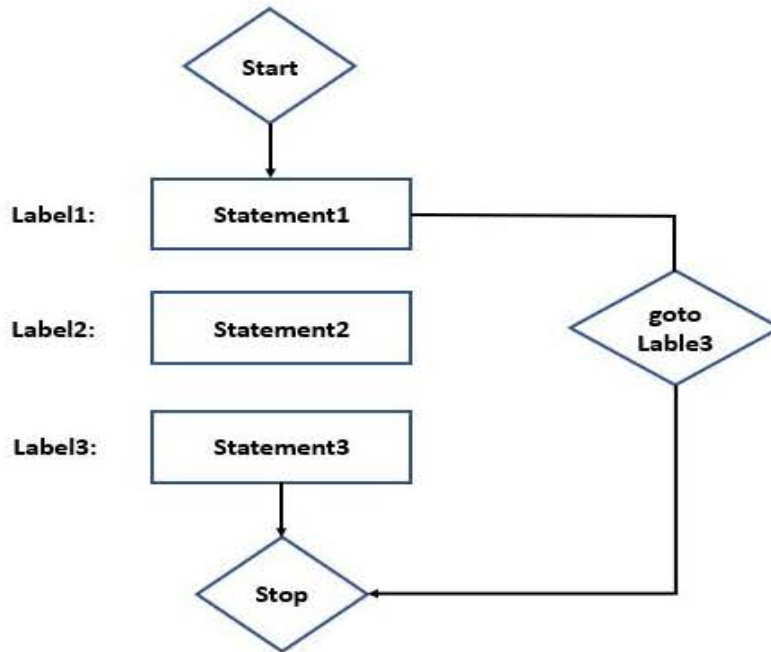 Start
Label1:
Statement1
Label2:
Statement2
goto
Lable3
Label3:
Statement3
Stop